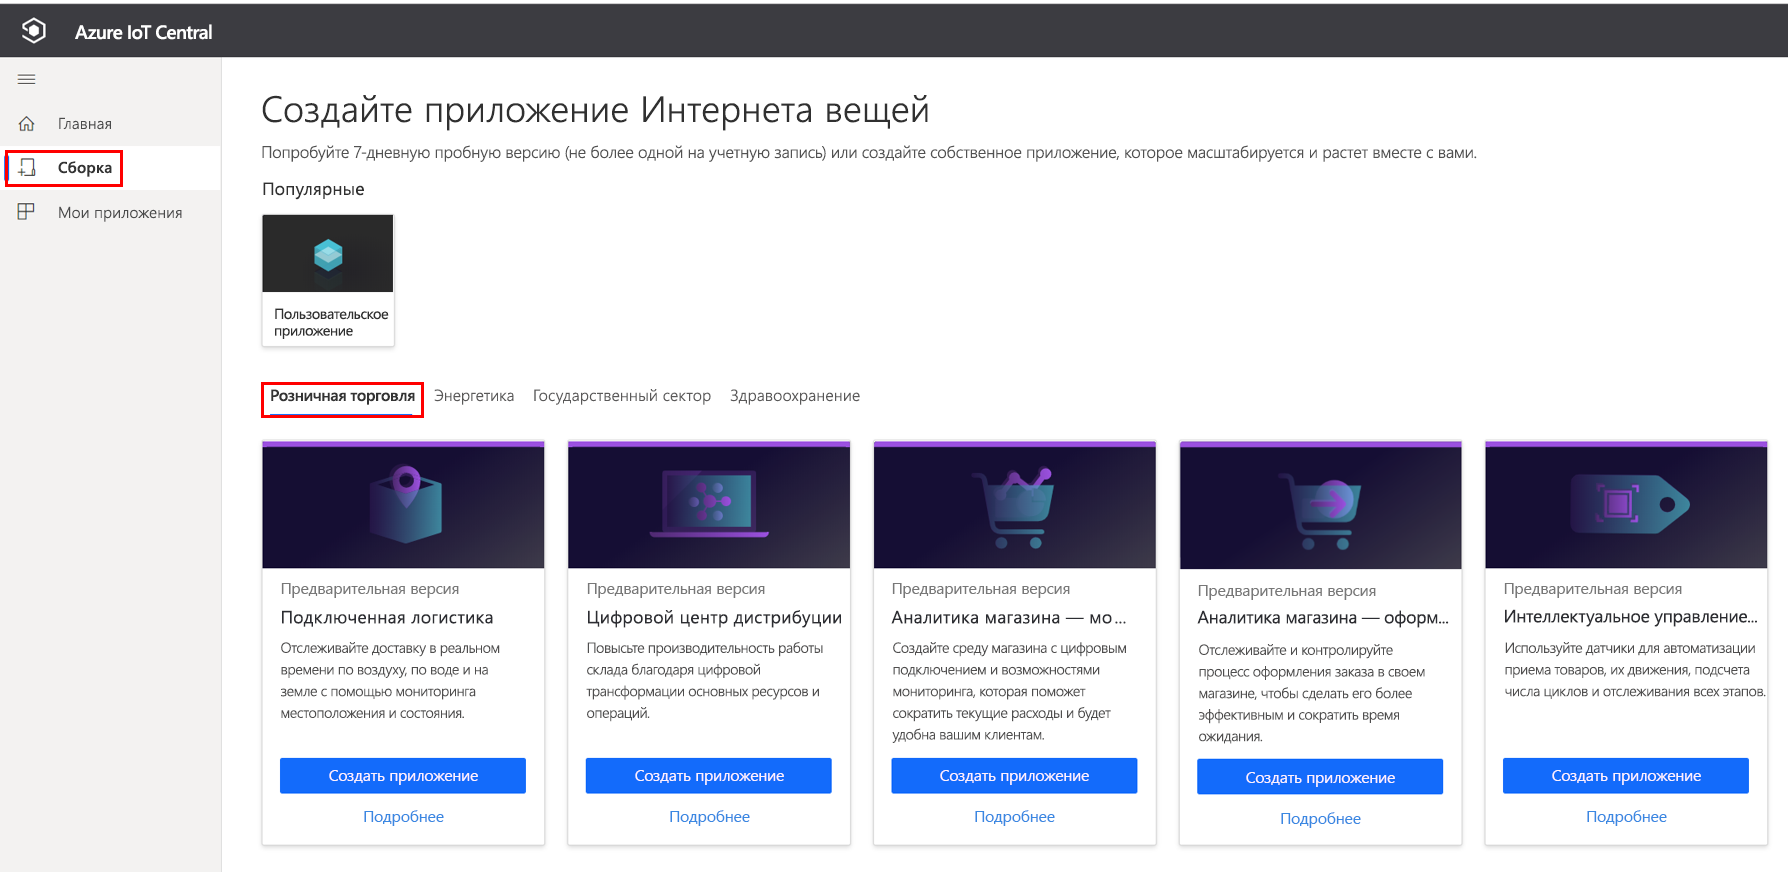 Azure IoT Central
Главная
Сборка
Мои приложения
Создайте приложение Интернета вещей
Попробуйте 7-дневную пробную версию (не более одной на учетную запись) или создайте собственное приложение, которое масштабируется и растет вместе с вами.
Популярные
Пользовательское
приложение
Розничная торговля Энергетика Государственный сектор Здравоохранение
Предварительная версия
Подключенная логистика
Отслеживайте доставку в реальном
времени по воздуху, по воде и на
земле с помощью мониторинга
местоположения и состояния.
Создать приложение
Подробнее
Предварительная версия
Цифровой центр дистрибуции
Повысьте производительность работы
склада благодаря цифровой
трансформации основных ресурсов и
операций.
Создать приложение
Подробнее
Предварительная версия
Аналитика магазина — мо...
Создайте среду магазина с цифровым
подключением и возможностями
мониторинга, которая поможет
сократить текущие расходы и будет
удобна вашим клиентам.
Создать приложение
Подробнее
Предварительная версия
Аналитика магазина — оформ...
Отслеживайте и контролируйте
процесс оформления заказа в своем
магазине, чтобы сделать его более
эффективным и сократить время
ожидания.
Создать приложение
Подробнее
Предварительная версия
Интеллектуальное управление...
Используйте датчики для автоматизации
приема товаров, их движения, подсчета
числа циклов и отслеживания всех этапов.
Создать приложение
Подробнее